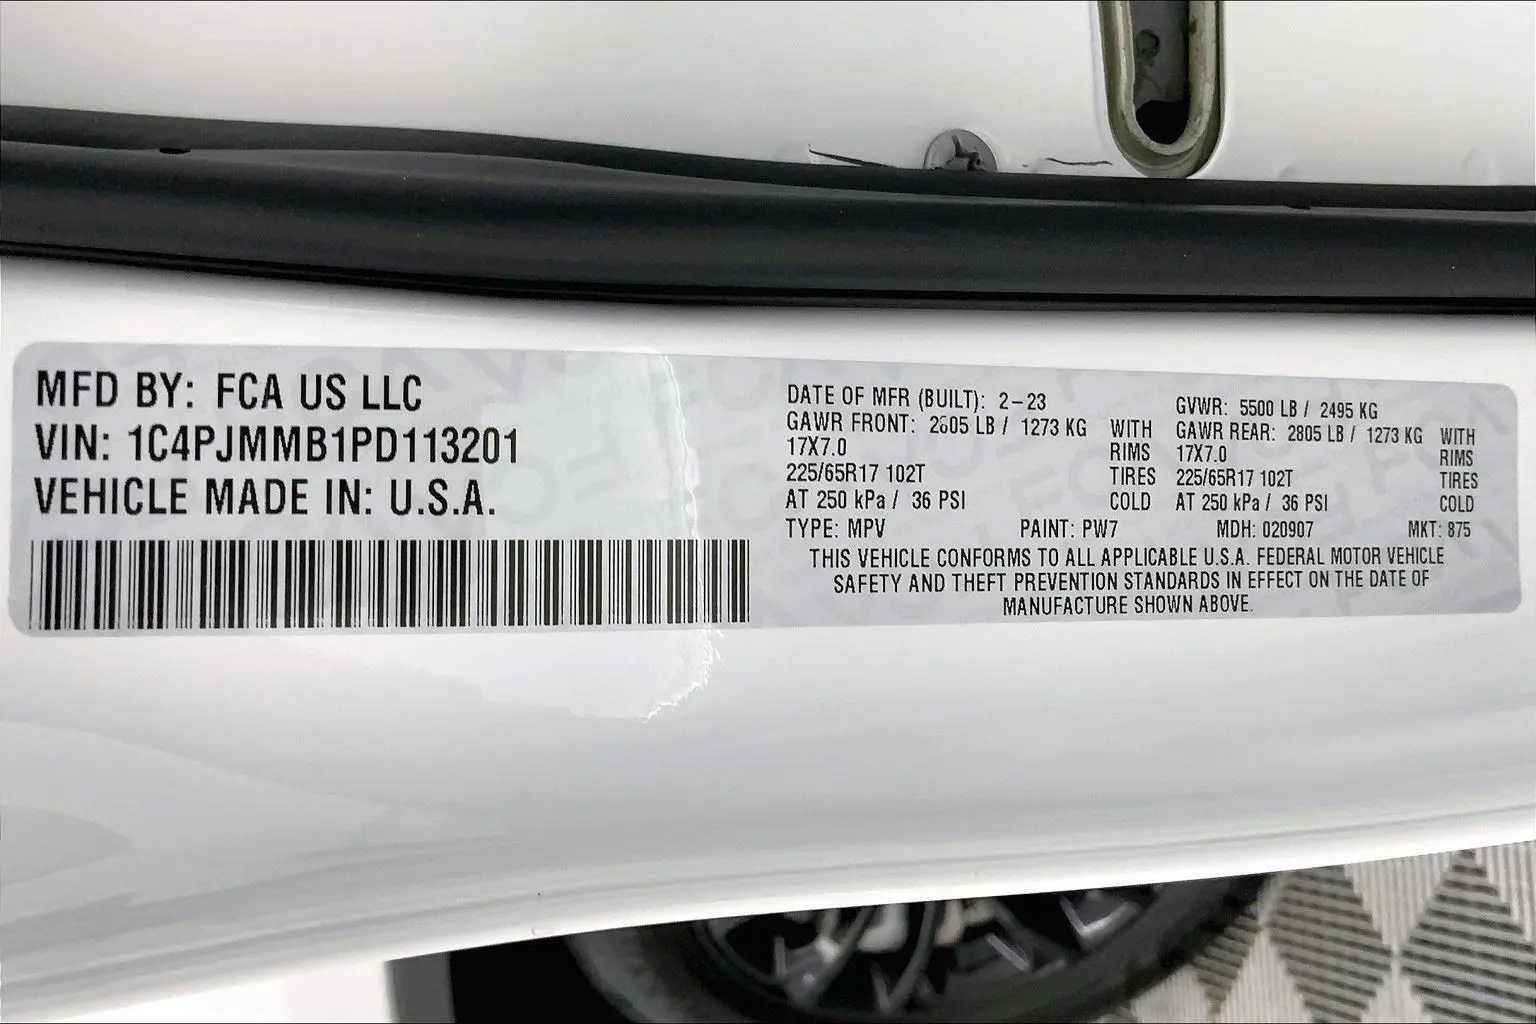 MFD BY: FCA US LLC
VIN: 1C4PJMMB1PD113201
VEHICLE MADE IN: U.S.A.
DATE OF MFR (BUILT): 2-23
GAWR FRONT: 2805 LB / 1273 KG WITH
17X7.0 RIMS
225/65R17 102T TIRES
AT 250 kPa / 36 PSI COLD
GVWR: 5500 LB / 2495 KG
GAWR REAR: 2805 LB / 1273 KG WITH
17X7.0 RIMS
225/65R17 102T TIRES
AT 250 kPa / 36 PSI COLD
TYPE: MPV PAINT: PW7 MDH: 020907 MKT: 875
THIS VEHICLE CONFORMS TO ALL APPLICABLE U.S.A. FEDERAL MOTOR VEHICLE
SAFETY AND THEFT PREVENTION STANDARDS IN EFFECT ON THE DATE OF
MANUFACTURE SHOWN ABOVE.